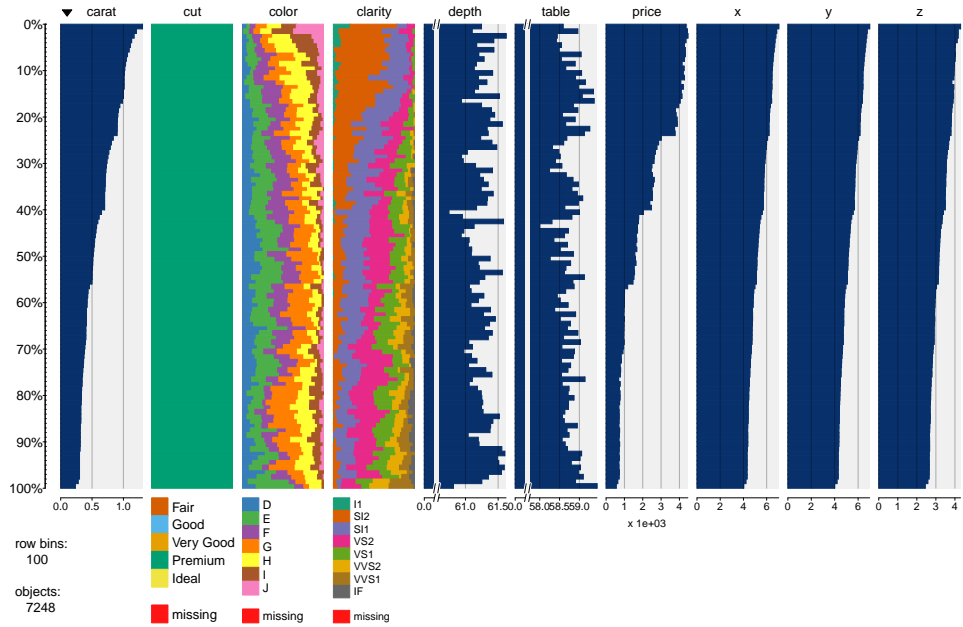 carat cut color clarity depth table price x y z
0%
10%
20%
30%
40%
50%
60%
70%
80%
90%
100%
0.0 0.5 1.0 0.0 61.0 61.5 0.0 58.0 58.5 59.0 0 1 2 3 4 0 2 4 6 0 2 4 6 0 1 2 3 4
x 1e+03
row bins:
100
objects:
7248
Fair
Good
Very Good
Premium
Ideal
missing
D
E
F
G
H
I
J
missing
I1
SI2
SI1
VS2
VS1
VVS2
VVS1
IF
missing